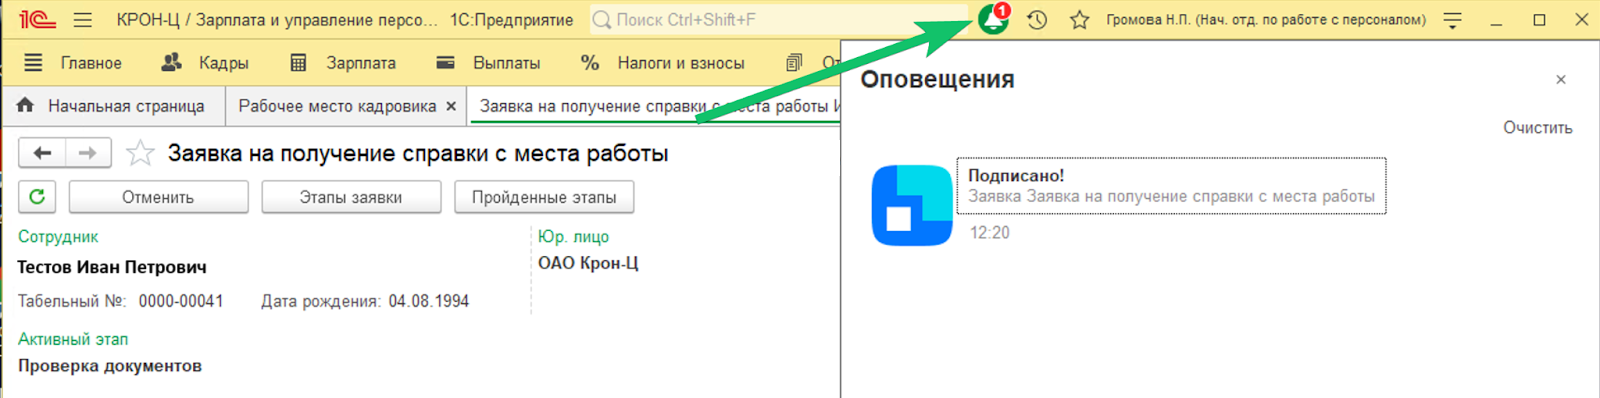 1С КРОН-Ц / Зарплата и управление персо... 1С:Предприятие Поиск Ctrl+Shift+F 1 Громова Н.П. (Нач. отд. по работе с персоналом)
Главное Кадры Зарплата Выплаты % Налоги и взносы От
Начальная страница Рабочее место кадровика × Заявка на получение справки с места работы И
Заявка на получение справки с места работы
Отменить Этапы заявки Пройденные этапы
Сотрудник Юр. лицо
Тестов Иван Петрович ОАО Крон-Ц
Табельный №: 0000-00041 Дата рождения: 04.08.1994
Активный этап
Проверка документов
Оповещения ×
Очистить
Подписано!
Заявка Заявка на получение справки с места работы
12:20